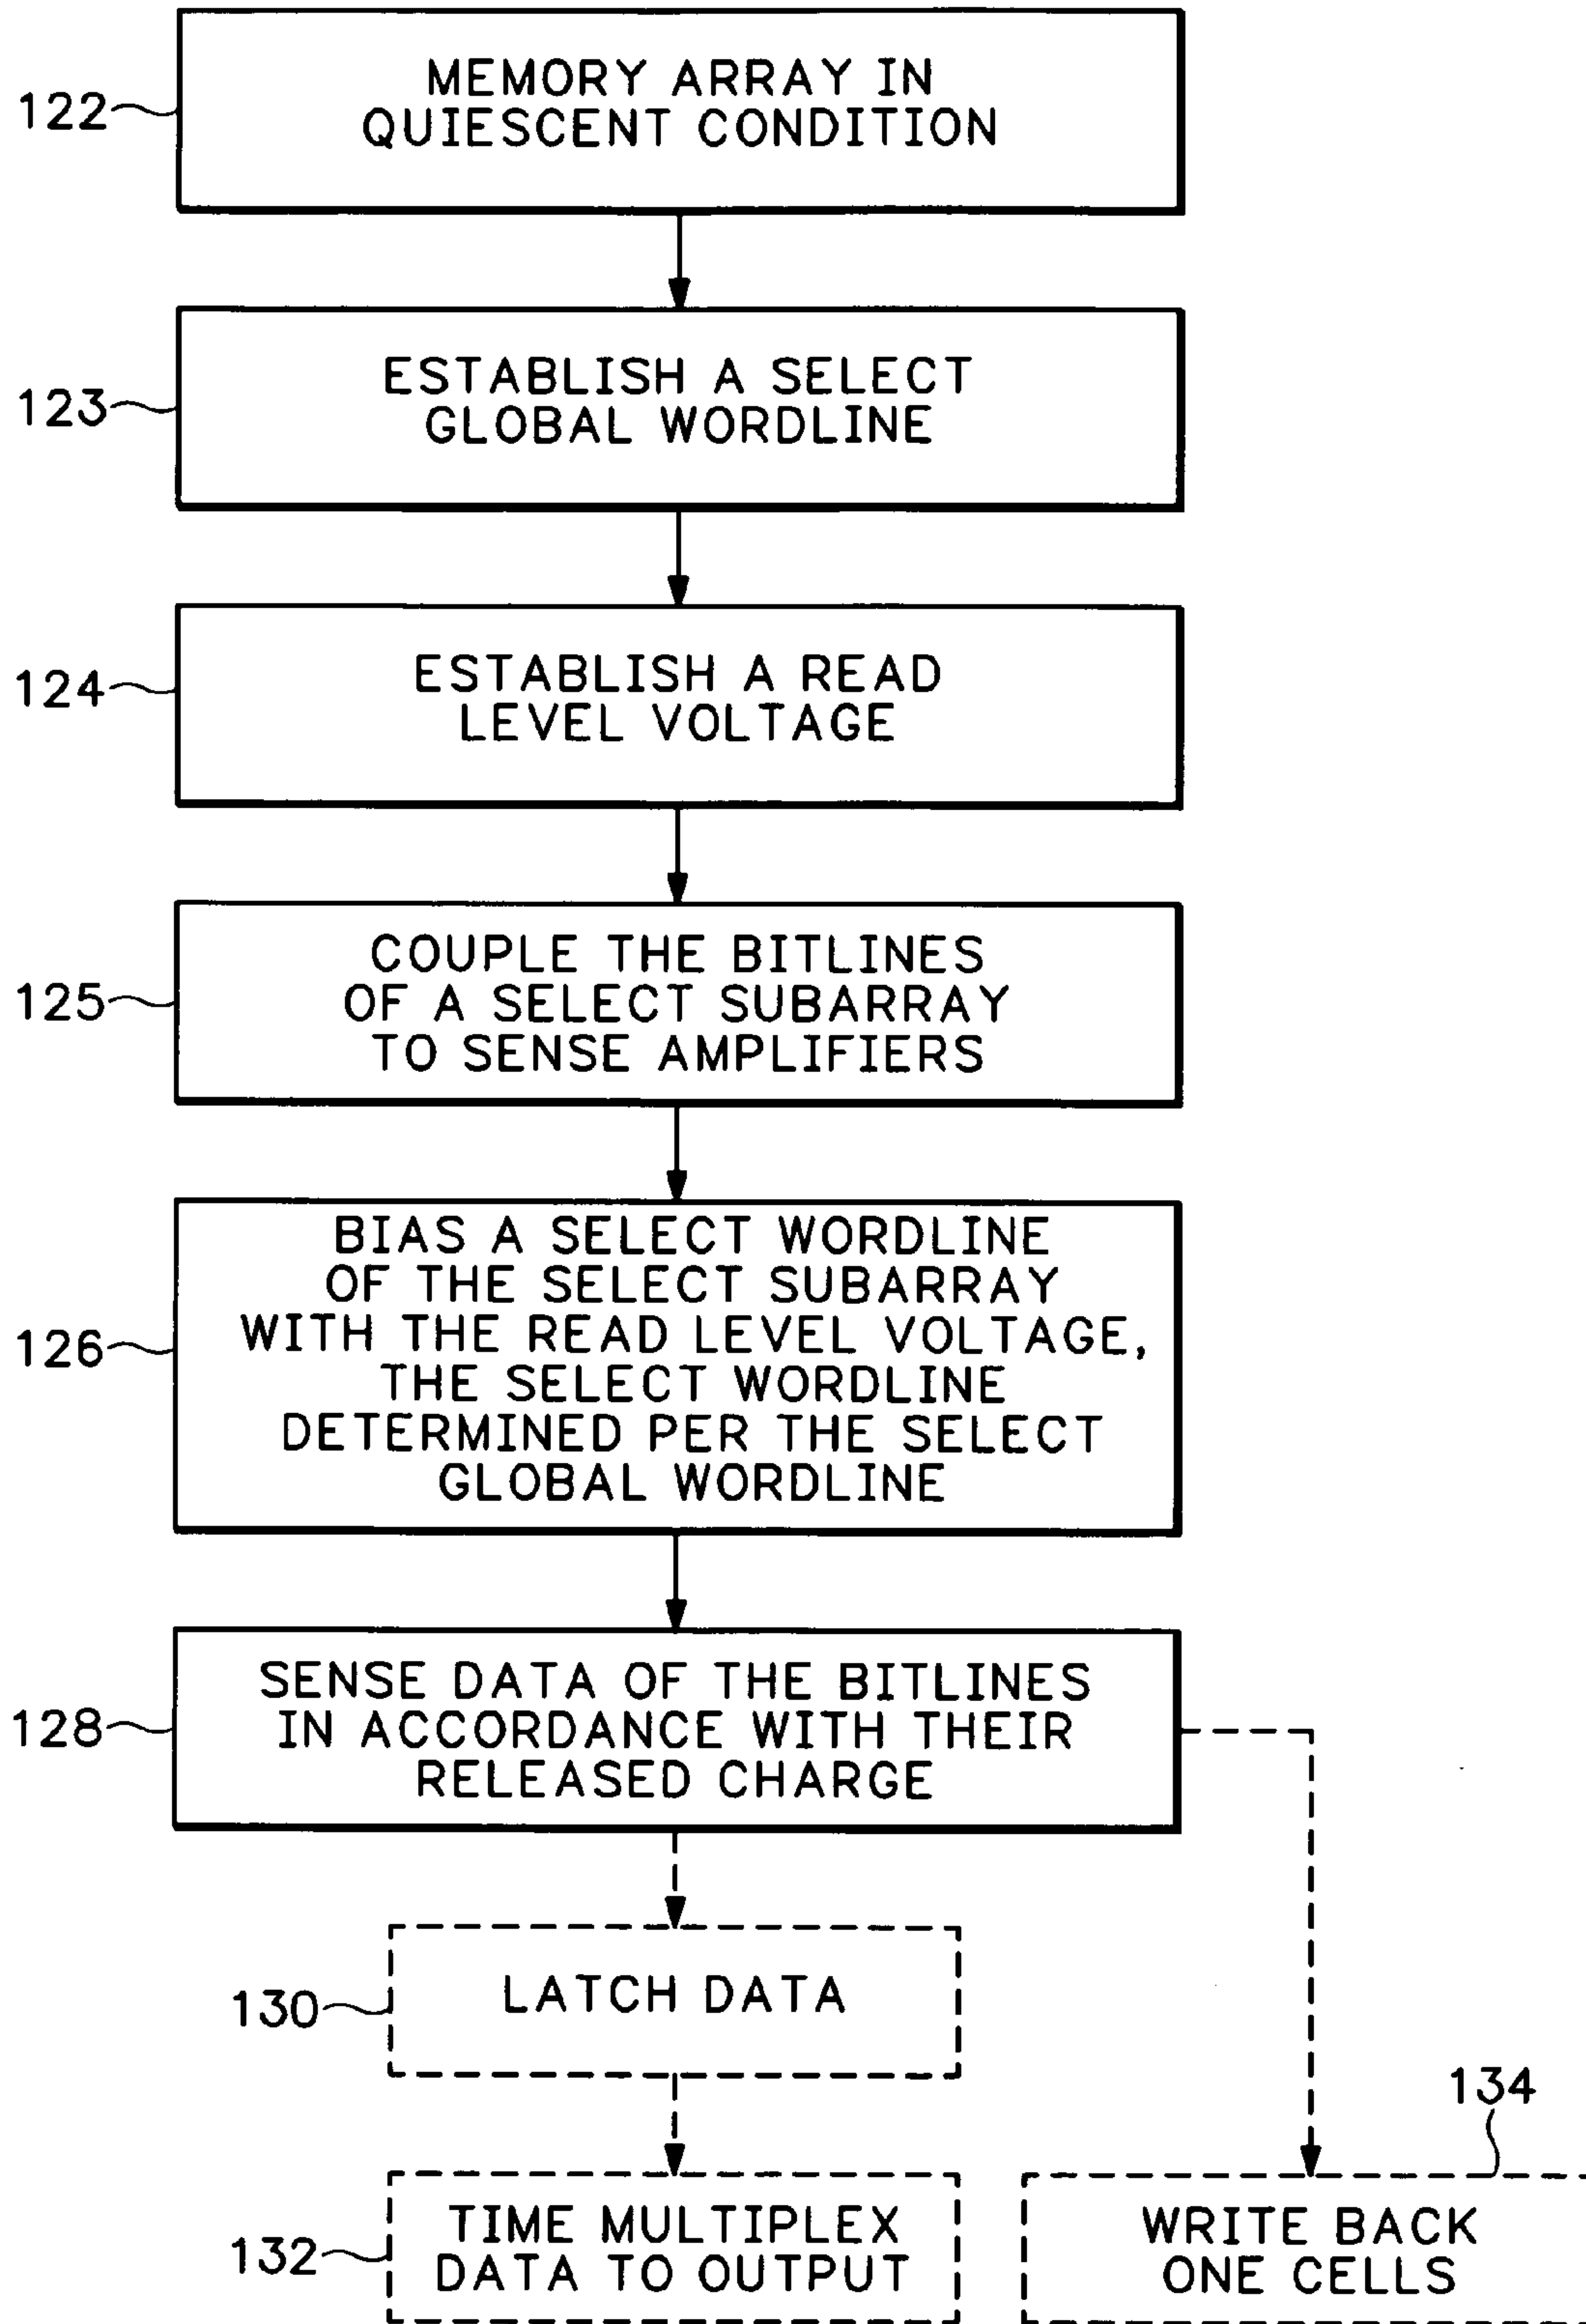 MEMORY ARRAY IN
QUIESCENT CONDITION
122
ESTABLISH A SELECT
GLOBAL WORDLINE
123
ESTABLISH A READ
LEVEL VOLTAGE
124
COUPLE THE BITLINES
OF A SELECT SUBARRAY
TO SENSE AMPLIFIERS
125
BIAS A SELECT WORDLINE
OF THE SELECT SUBARRAY
WITH THE READ LEVEL VOLTAGE,
THE SELECT WORDLINE
DETERMINED PER THE SELECT
GLOBAL WORDLINE
126
SENSE DATA OF THE BITLINES
IN ACCORDANCE WITH THEIR
RELEASED CHARGE
128
LATCH DATA
130
TIME MULTIPLEX
DATA TO OUTPUT
132
134
WRITE BACK
ONE CELLS